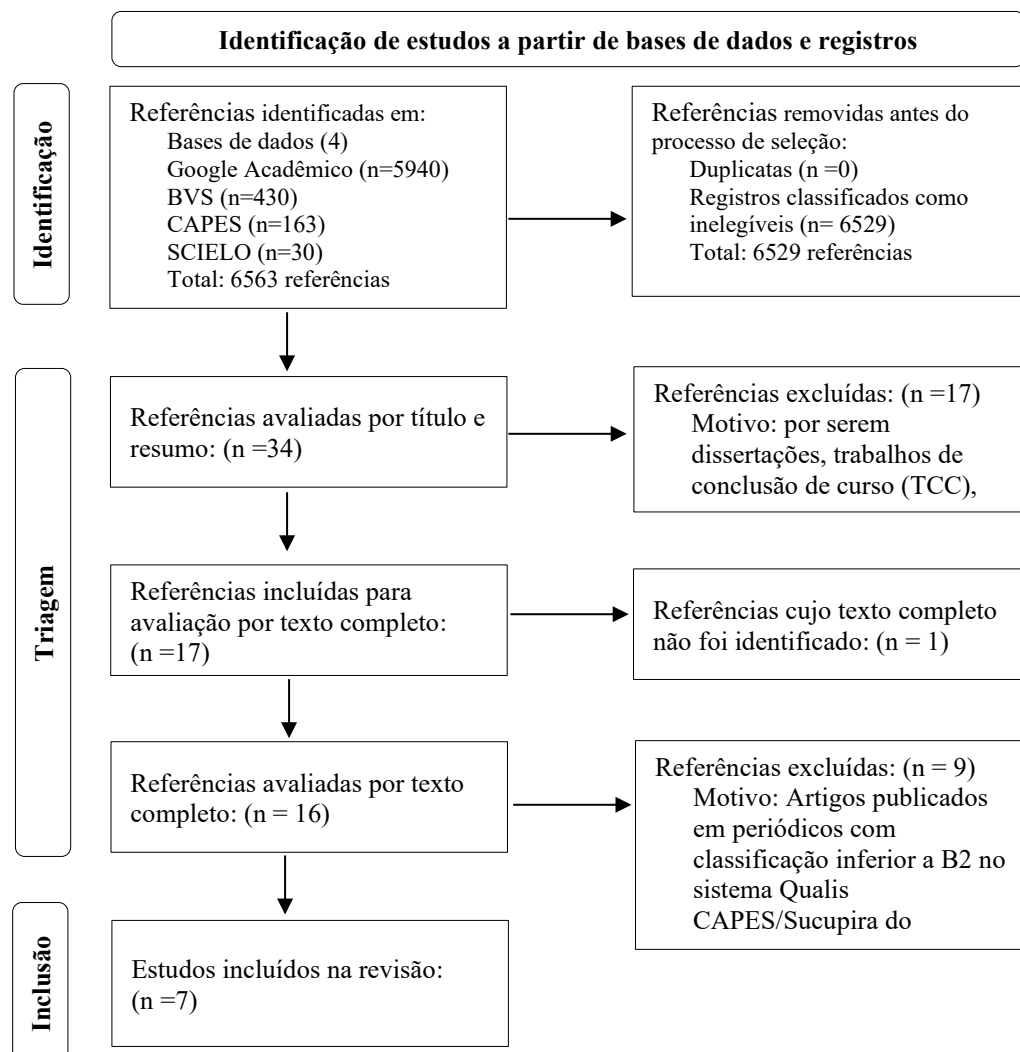 Identificação de estudos a partir de bases de dados e registros
Identificação
Referências identificadas em:
Bases de dados (4)
Google Acadêmico (n=5940)
BVS (n=430)
CAPES (n=163)
SCIELO (n=30)
Total: 6563 referências
Referências removidas antes do
processo de seleção:
Duplicatas (n =0)
Registros classificados como
inelegíveis (n= 6529)
Total: 6529 referências
Triagem
Referências avaliadas por título e
resumo: (n =34)
Referências excluídas: (n =17)
Motivo: por serem
dissertações, trabalhos de
conclusão de curso (TCC),
Referências incluídas para
avaliação por texto completo:
(n =17)
Referências cujo texto completo
não foi identificado: (n = 1)
Referências avaliadas por texto
completo: (n = 16)
Referências excluídas: (n = 9)
Motivo: Artigos publicados
em periódicos com
classificação inferior a B2 no
sistema Qualis
CAPES/Sucupira do
Inclusão
Estudos incluídos na revisão:
(n =7)